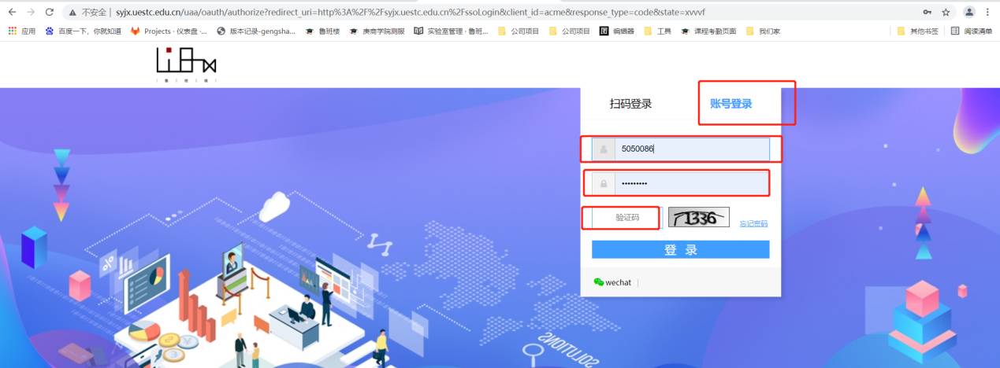 不安全 | syjx.uestc.edu.cn/uaa/oauth/authorize?redirect_uri=http%3A%2F%2Fsyjx.uestc.edu.cn%2FssoLogin&client_id=acme&response_type=code&state=xvvvf
应用 百度一下，你就知道 Projects · 仪表盘 ·... 版本记录-gengsha... 鲁班楼 庚商学院测服 实验室管理 · 鲁班... 公司项目 公司项目 编辑器 工具 课程考勤页面 我们家 其他书签 阅读清单
扫码登录 账号登录
5050086
•••••••••
验证码 1336 忘记密码
登 录
wechat |
SOLUTIONS